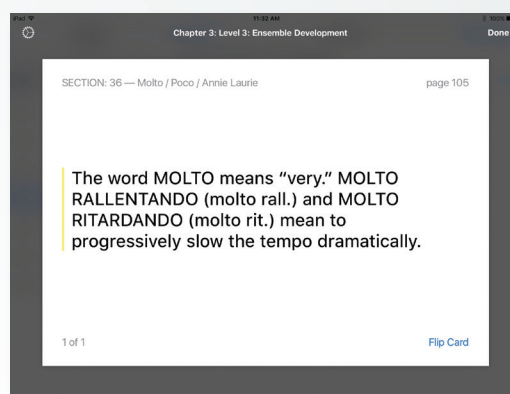 iPad
11:32 AM
100%
Chapter 3: Level 3: Ensemble Development
Done
SECTION: 36 — Molto / Poco / Annie Laurie
page 105
The word MOLTO means “very.” MOLTO
RALLENTANDO (molto rall.) and MOLTO
RITARDANDO (molto rit.) mean to
progressively slow the tempo dramatically.
1 of 1
Flip Card